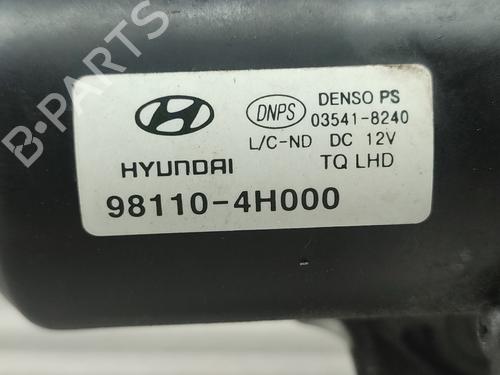 B-PARTS
DNPS
DENSO PS
03541-8240
L/C-ND DC 12V
HYUNDAI
TQ LHD
98110-4H000